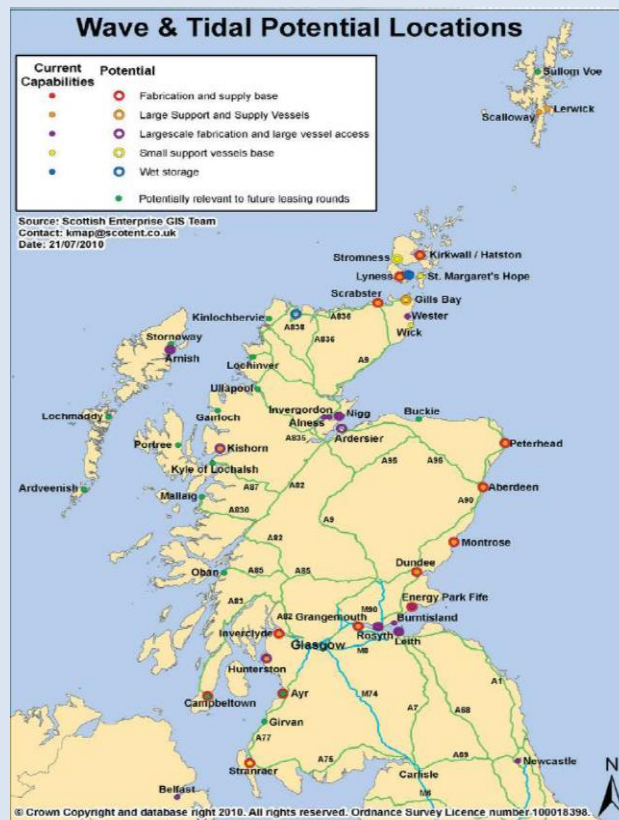 Wave & Tidal Potential Locations
Current Capabilities
Potential
Fabrication and supply base
Large Support and Supply Vessels
Largescale fabrication and large vessel access
Small support vessels base
Wet storage
Potentially relevant to future leasing rounds
Source: Scottish Enterprise GIS Team
Contact: kmap@scotent.co.uk
Date: 21/07/2010
Sullom Voe
Lerwick
Scalloway
Stromness
Kirkwall / Hatston
Lyness
St. Margaret's Hope
Scrabster
Gills Bay
Kinlochbervie
A838
A836
A836
Wester
Wick
Stornoway
Arnish
A9
Lochinver
Ullapool
Lochmaddy
Gairloch
Invergordon
Nigg
Alness
Buckie
Portree
Kishorn
A835
Ardersier
Peterhead
Kyle of Lochalsh
A82
A95
A96
Ardveenish
A87
Mallaig
A9
A90
Aberdeen
A830
A82
Montrose
Oban
A85
A85
Dundee
Energy Park Fife
A83
A82
Grangemouth
M90
Burntisland
Inverclyde
Glasgow
M8
Rosyth
Leith
Hunterston
A1
Campbeltown
Ayr
M74
A7
A68
Girvan
A77
Stranraer
A75
A69
Newcastle
Carlisle
Belfast
M6
N
© Crown Copyright and database right 2010. All rights reserved. Ordnance Survey Licence number 100018398.